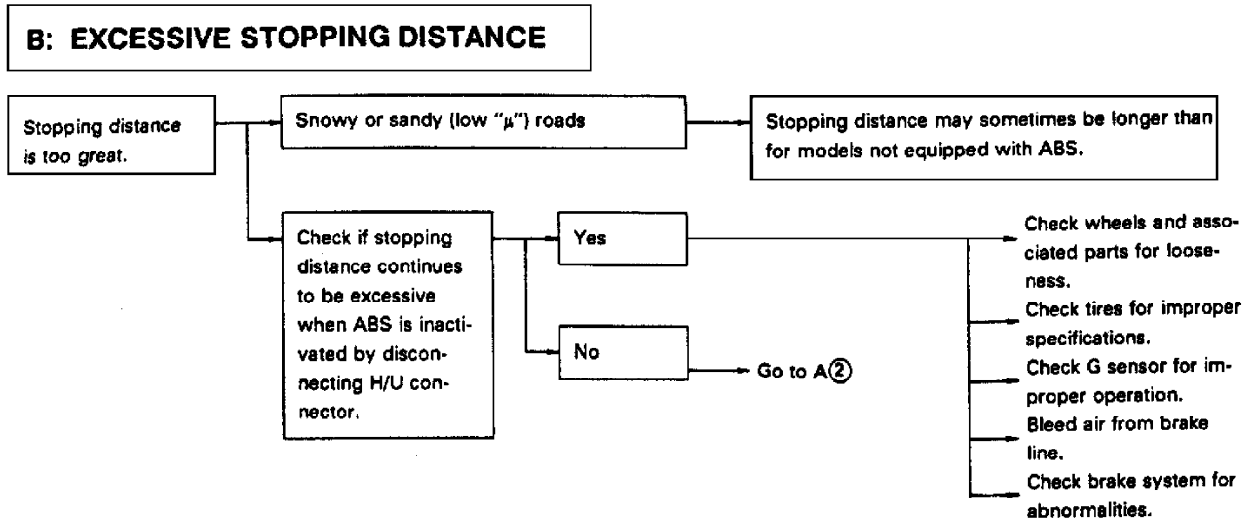 B: EXCESSIVE STOPPING DISTANCE
Stopping distance
is too great.
Snowy or sandy (low "μ") roads
Stopping distance may sometimes be longer than
for models not equipped with ABS.
Check if stopping
distance continues
to be excessive
when ABS is inacti-
vated by discon-
necting H/U con-
nector.
Yes
No
Go to A②
Check wheels and asso-
ciated parts for loose-
ness.
Check tires for improper
specifications.
Check G sensor for im-
proper operation.
Bleed air from brake
line.
Check brake system for
abnormalities.